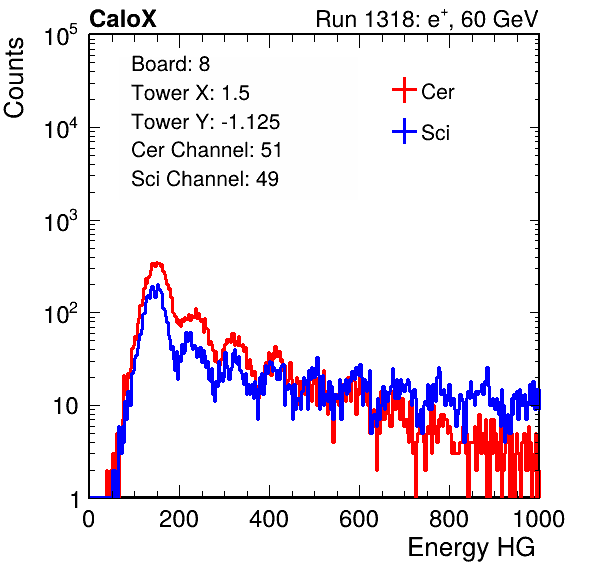 CaloX Run 1318: e⁺, 60 GeV
Counts
Board: 8
Tower X: 1.5
Tower Y: -1.125
Cer Channel: 51
Sci Channel: 49
Cer
Sci
10⁵
10⁴
10³
10²
10
1
0 200 400 600 800 1000
Energy HG